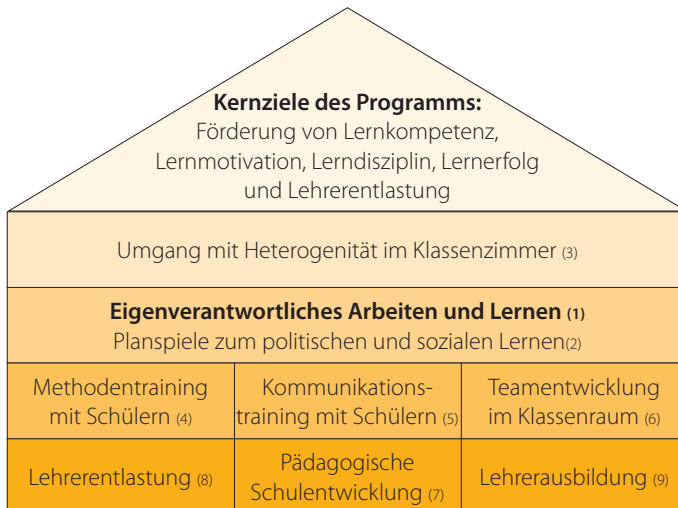 Kernziele des Programms:
Förderung von Lernkompetenz,
Lernmotivation, Lerndisziplin, Lernerfolg
und Lehrerentlastung
Umgang mit Heterogenität im Klassenzimmer (3)
Eigenverantwortliches Arbeiten und Lernen (1)
Planspiele zum politischen und sozialen Lernen(2)
Methodentraining
mit Schülern (4)
Kommunikations-
training mit Schülern (5)
Teamentwicklung
im Klassenraum (6)
Lehrerentlastung (8)
Pädagogische
Schulentwicklung (7)
Lehrerausbildung (9)